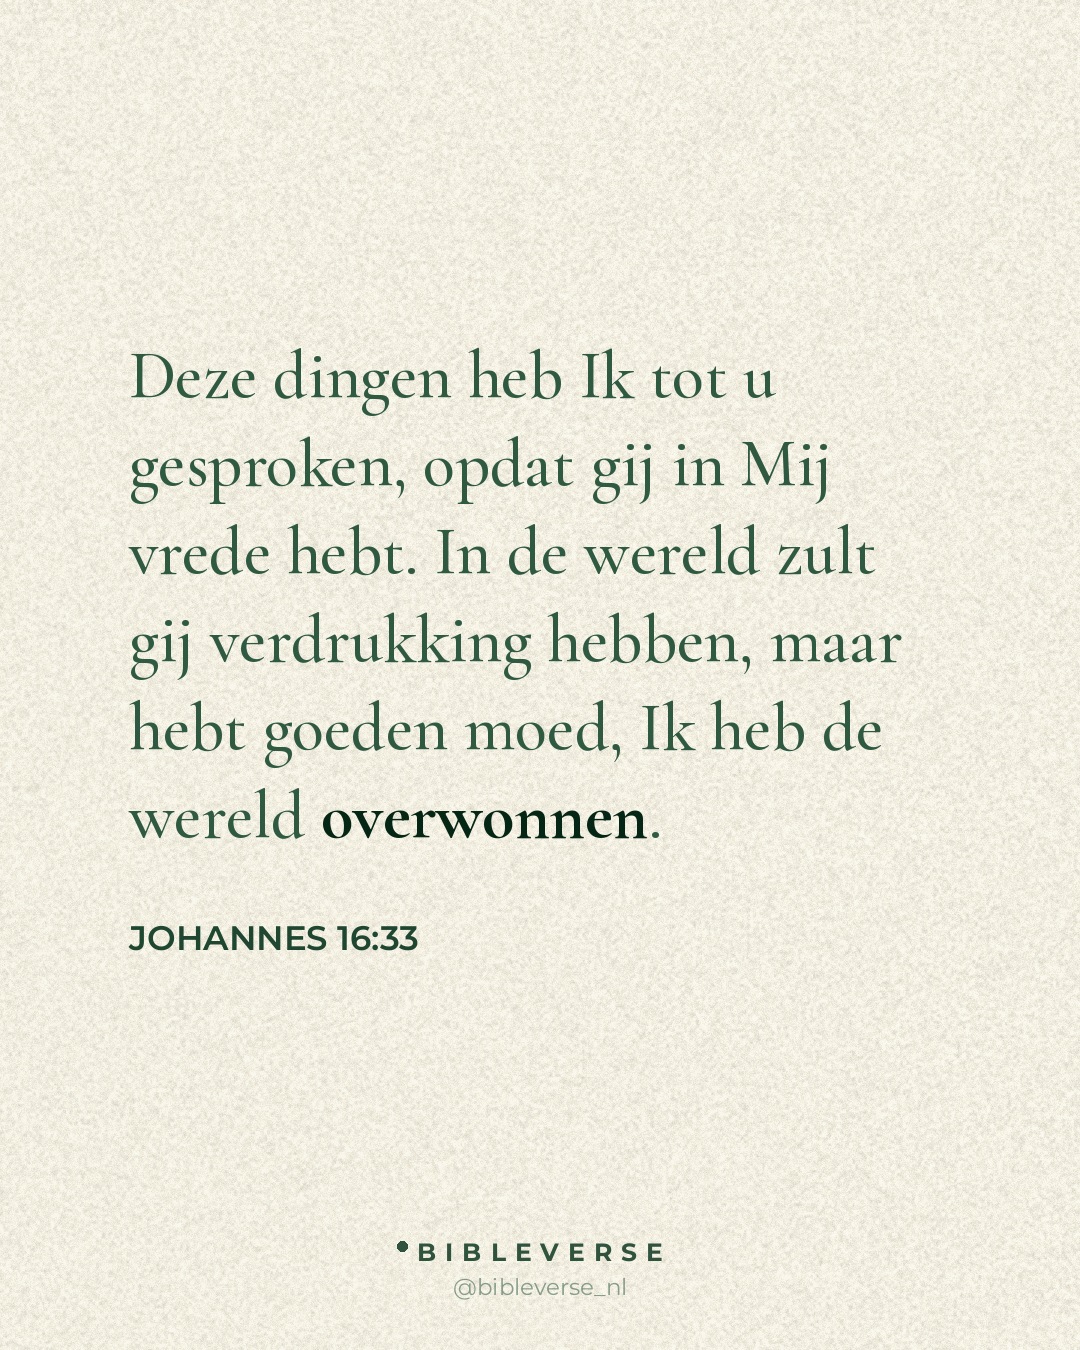 Deze dingen heb Ik tot u
gesproken, opdat gij in Mij
vrede hebt. In de wereld zult
gij verdrukking hebben, maar
hebt goeden moed, Ik heb de
wereld overwonnen.
JOHANNES 16:33
BIBLEVERSE
@bibleverse_nl